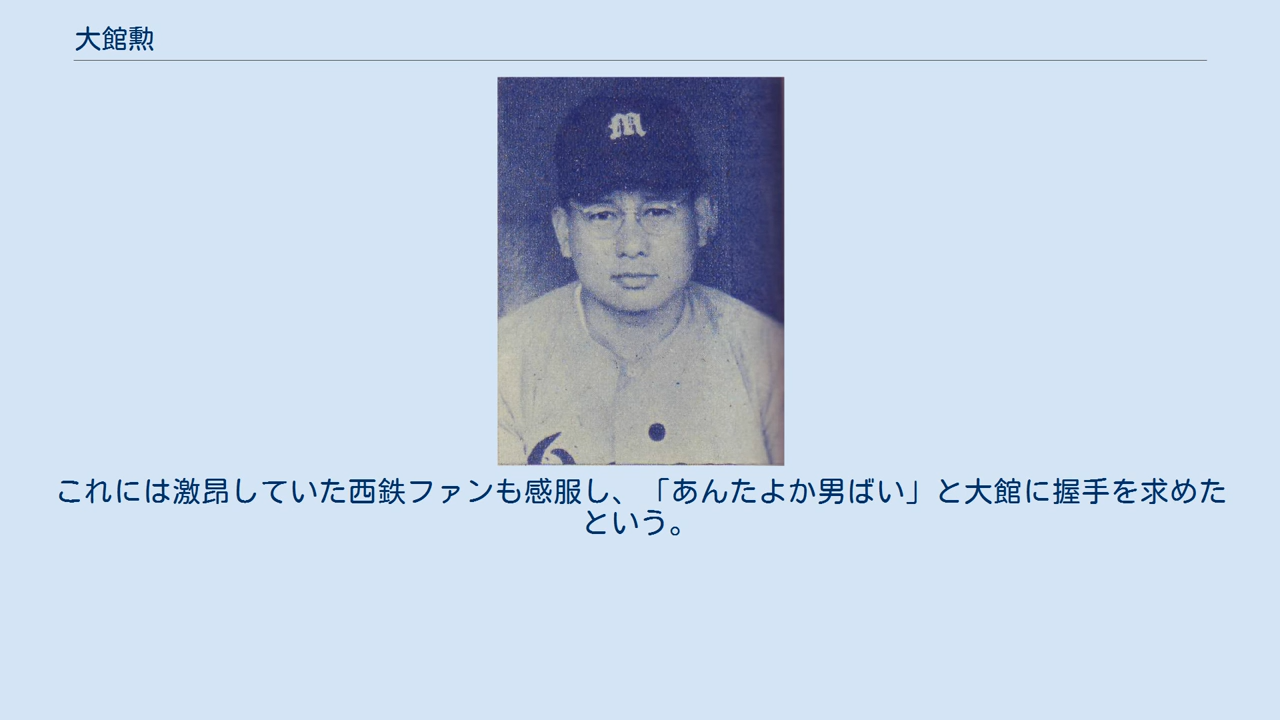 大館勲
M
これには激昂していた西鉄ファンも感服し、「あんたよか男ばい」と大館に握手を求めた
という。